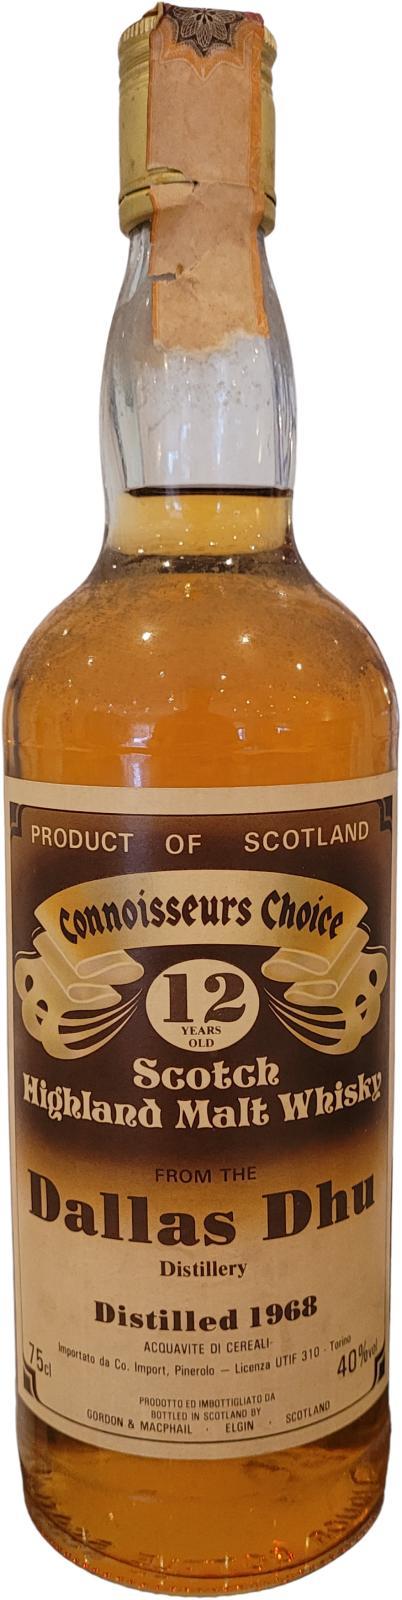 PRODUCT OF SCOTLAND
Connoisseurs Choice
12
YEARS
OLD
Scotch
Highland Malt Whisky
FROM THE
Dallas Dhu
Distillery
Distilled 1968
ACQUAVITE DI CEREALI
Importato da Co. Import, Pinerolo — Licenza UTIF 310 - Torino
75cl
40%vol
PRODOTTO ED IMBOTTIGLIATO DA
BOTTLED IN SCOTLAND BY
GORDON & MACPHAIL · ELGIN · SCOTLAND